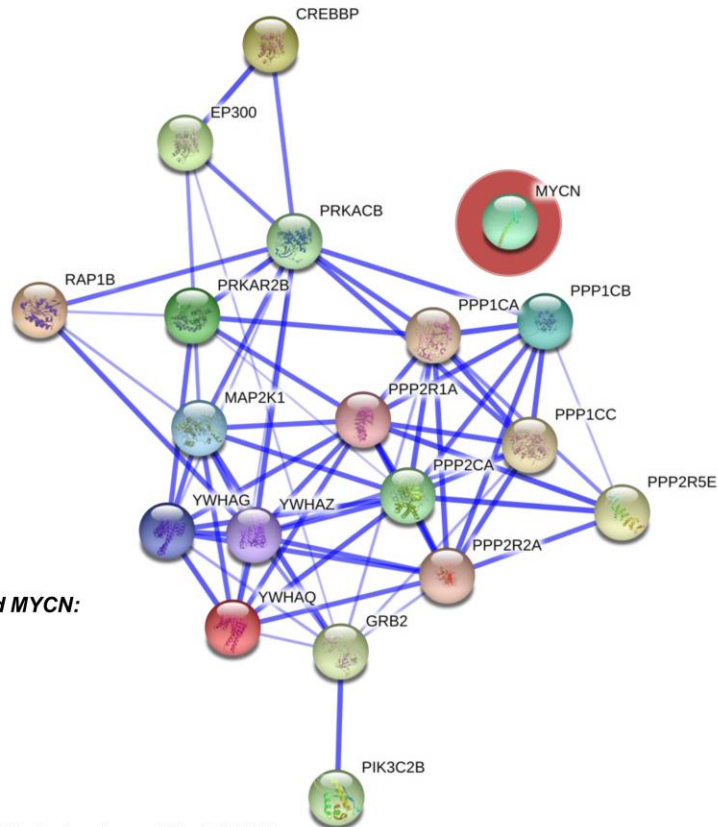 CREBBP
EP300
MYCN
PRKACB
RAP1B
PRKAR2B
PPP1CA
PPP1CB
MAP2K1
PPP2R1A
PPP1CC
PPP2CA
PPP2R5E
YWHAG
YWHAZ
PPP2R2A
YWHAQ
GRB2
d MYCN:
PIK3C2B